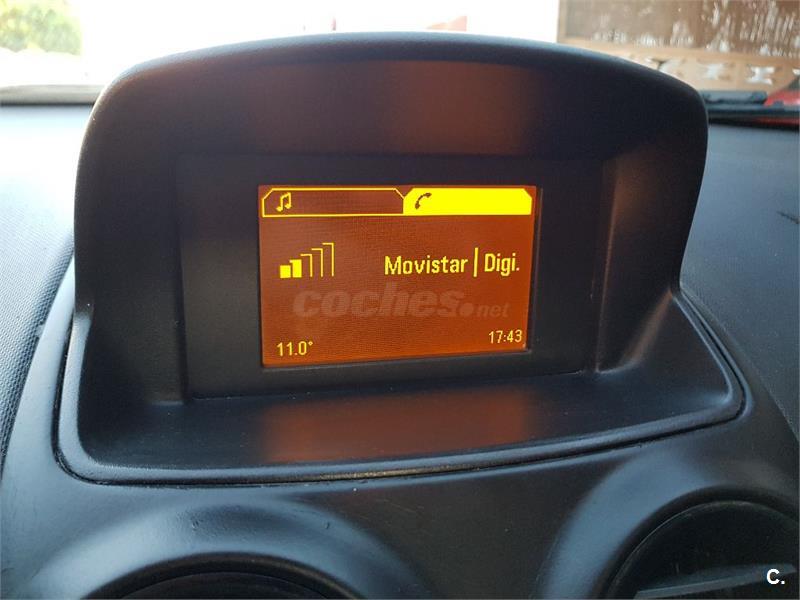 Movistar | Digi.
coches.net
11.0°
17:43
C.